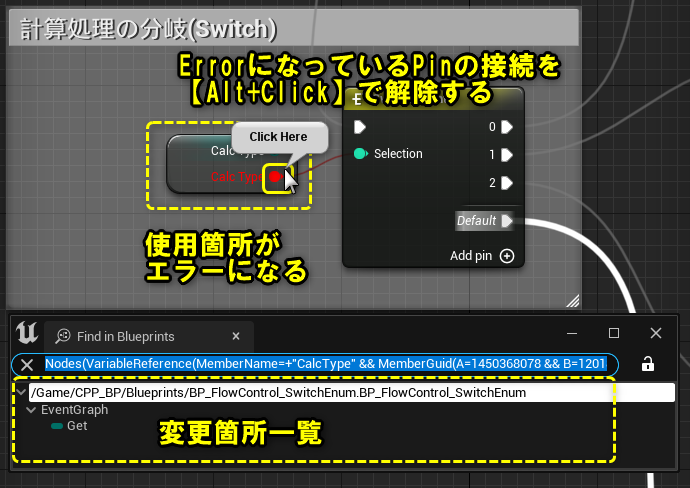 計算処理の分岐(Switch)
ErrorになっているPinの接続を
【Alt+Click】で解除する
Click Here
Calc Type
Calc Type
Selection
0
1
2
Default
Add pin
使用箇所が
エラーになる
Find in Blueprints
Nodes(VariableReference(MemberName=+"CalcType" && MemberGuid(A=1450368078 && B=1201
/Game/CPP_BP/Blueprints/BP_FlowControl_SwitchEnum.BP_FlowControl_SwitchEnum
EventGraph
Get
変更箇所一覧